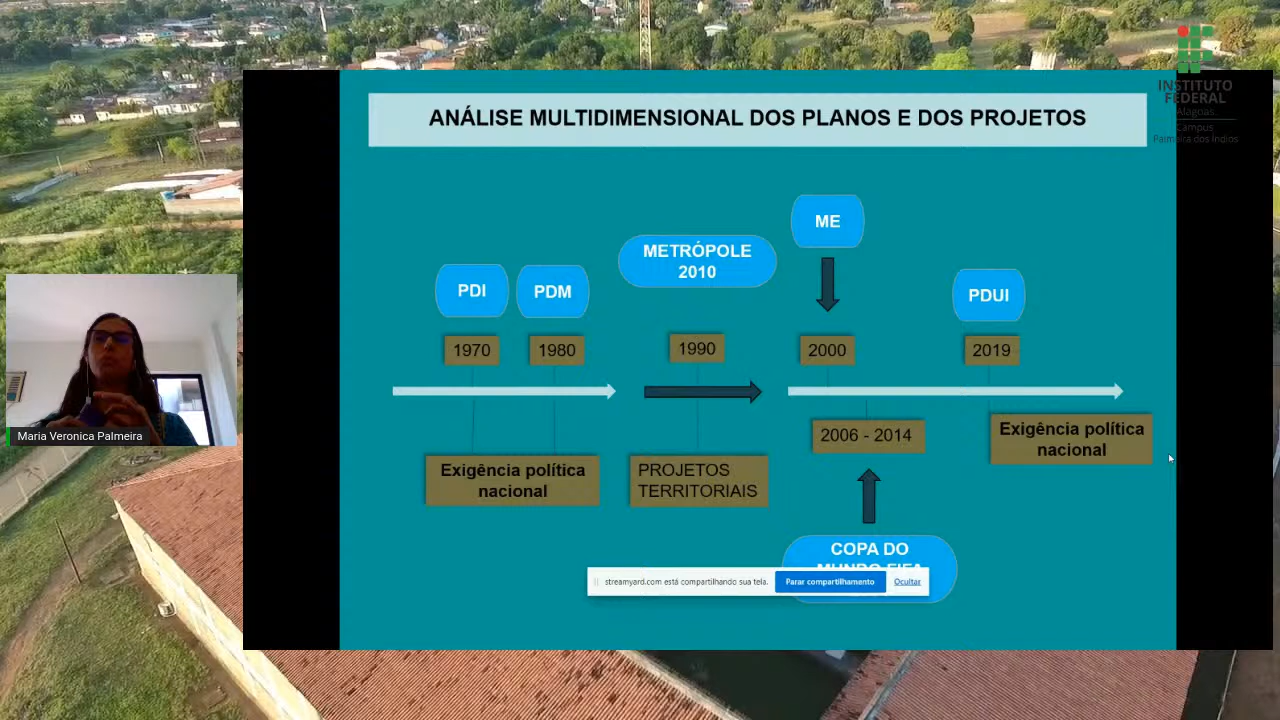 INSTITUTO
FEDERAL
Alagoas
Campus
Palmeira dos Índios
ANÁLISE MULTIDIMENSIONAL DOS PLANOS E DOS PROJETOS
ME
METRÓPOLE
2010
PDI
PDM
PDUI
1970
1980
1990
2000
2019
2006 - 2014
Exigência política
nacional
PROJETOS
TERRITORIAIS
Exigência política
nacional
COPA DO
MUNDO FIFA
streamyard.com está compartilhando sua tela.
Parar compartilhamento
Ocultar
Maria Veronica Palmeira